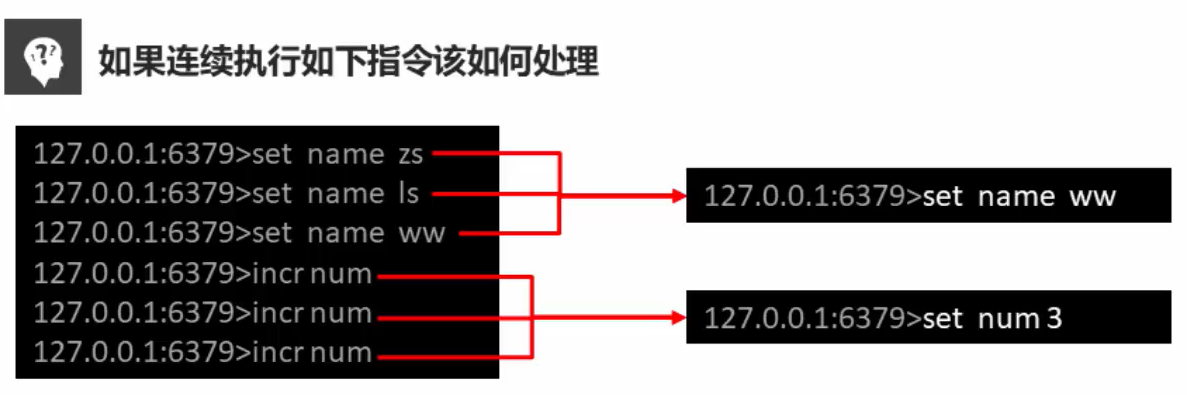 如果连续执行如下指令该如何处理
127.0.0.1:6379>set name zs
127.0.0.1:6379>set name ls
127.0.0.1:6379>set name ww
127.0.0.1:6379>incr num
127.0.0.1:6379>incr num
127.0.0.1:6379>incr num
127.0.0.1:6379>set name ww
127.0.0.1:6379>set num 3